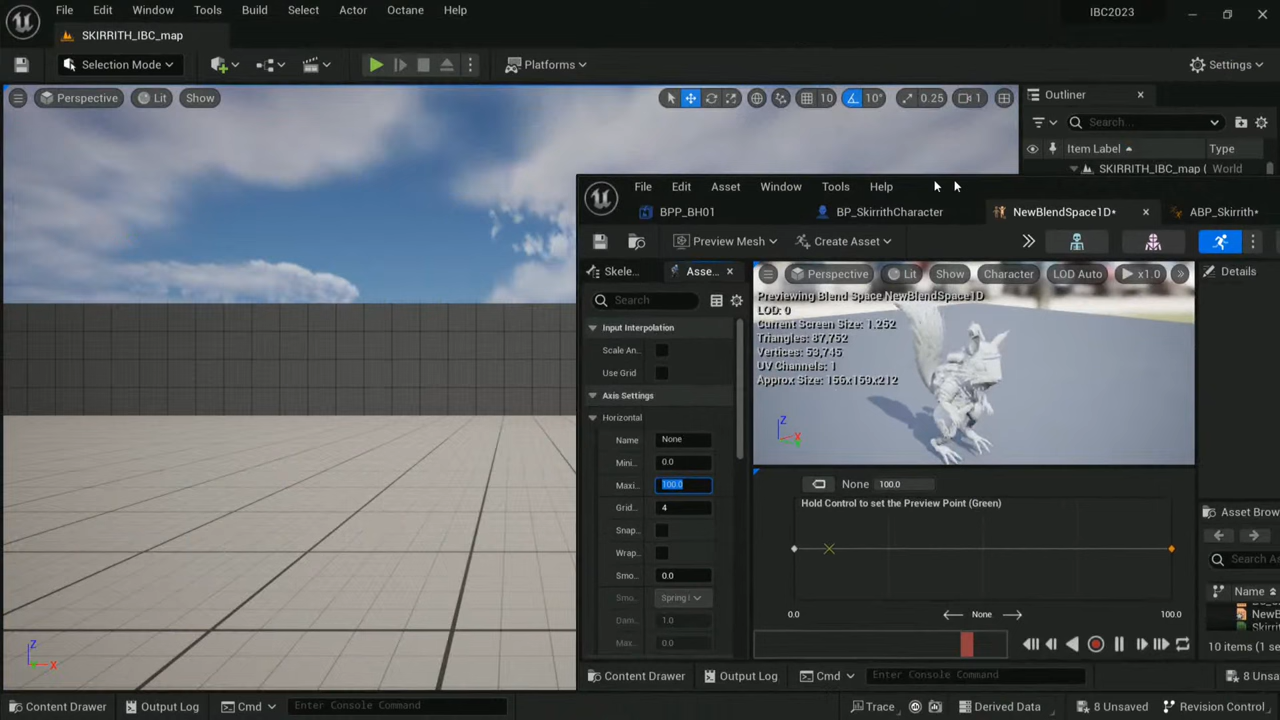 File Edit Window Tools Build Select Actor Octane Help
IBC2023
SKIRRITH_IBC_map
Selection Mode
Platforms
Settings
Perspective Lit Show
10 10° 0.25 1
Outliner
Search...
Item Label Type
SKIRRITH_IBC_map ( World
File Edit Asset Window Tools Help
BPP_BH01 BP_SkirrithCharacter NewBlendSpace1D• ABP_Skirrith•
Preview Mesh Create Asset
Skele... Asse...
Details
Search
Perspective Lit Show Character LOD Auto x1.0
Previewing Blend Space NewBlendSpace1D
LOD: 0
Current Screen Size: 1.252
Triangles: 87,752
Vertices: 53,745
UV Channels: 1
Approx Size: 156x159x212
Z
X
Input Interpolation
Scale An...
Use Grid
Axis Settings
Horizontal
Name None
Mini... 0.0
Maxi... 100.0
Grid... 4
Snap...
Wrap...
Smo... 0.0
Smo... Spring I
Dam... 1.0
Max... 0.0
None 100.0
Hold Control to set the Preview Point (Green)
0.0 None 100.0
Asset Brow
Search As
Name
NewB
Skirrit
10 items (1 se
Content Drawer Output Log Cmd Enter Console Command
8 Unsa
Z
X
Content Drawer Output Log Cmd Enter Console Command
Trace Derived Data 8 Unsaved Revision Control